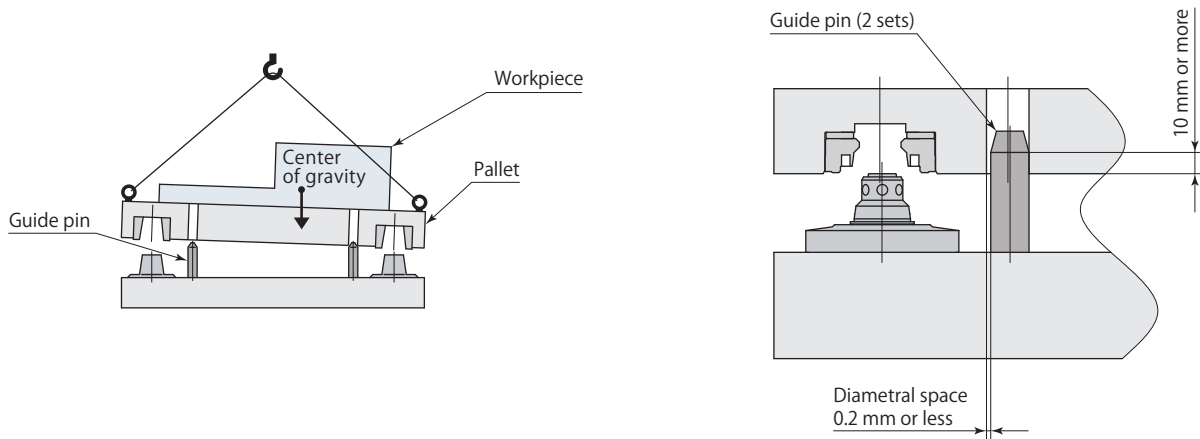 Workpiece
Center
of gravity
Pallet
Guide pin
Guide pin (2 sets)
10 mm or more
Diametral space
0.2 mm or less